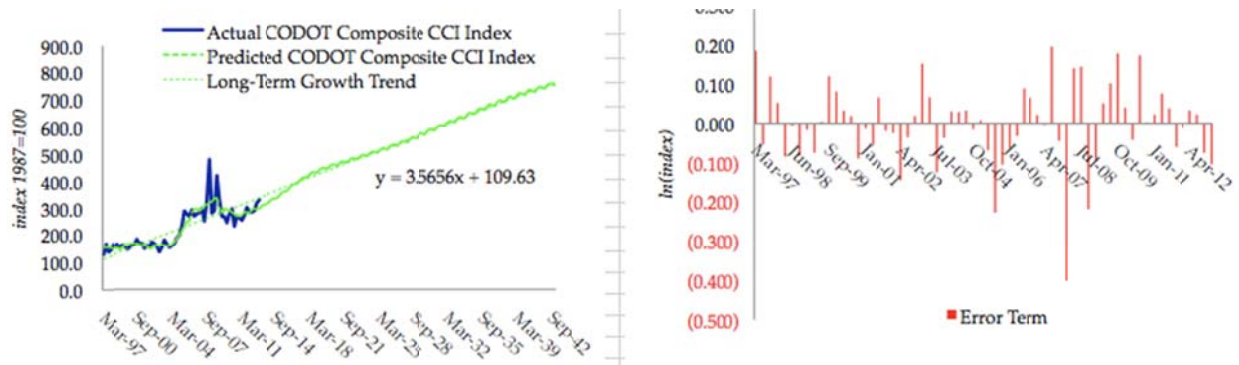 Actual CODOT Composite CCI Index
Predicted CODOT Composite CCI Index
Long-Term Growth Trend
900.0
800.0
700.0
600.0
500.0
400.0
300.0
200.0
100.0
0.0
index 1987=100
y = 3.5656x + 109.63
Mar-97
Sep-00
Mar-04
Sep-07
Mar-11
Sep-14
Mar-18
Sep-21
Mar-25
Sep-28
Mar-32
Sep-35
Mar-39
Sep-42
0.200
0.100
0.000
(0.100)
(0.200)
(0.300)
(0.400)
(0.500)
ln(index)
Mar-97
Jun-98
Sep-99
Jan-01
Apr-02
Jul-03
Oct-04
Jan-06
Apr-07
Jul-08
Oct-09
Jan-11
Apr-12
Error Term